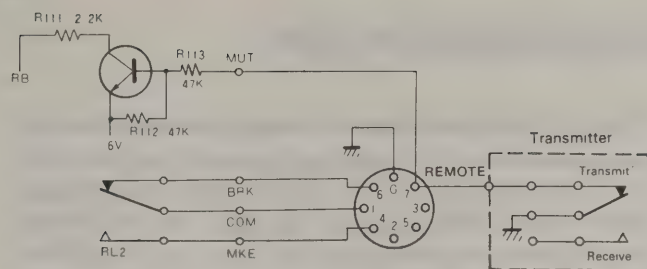 R111 2 2K
RB
R113
47K
MUT
R112 47K
6V
Transmitter
REMOTE
Transmit
Receive
BRK
COM
MKE
RL2
G
6
7
1
3
4
5
2